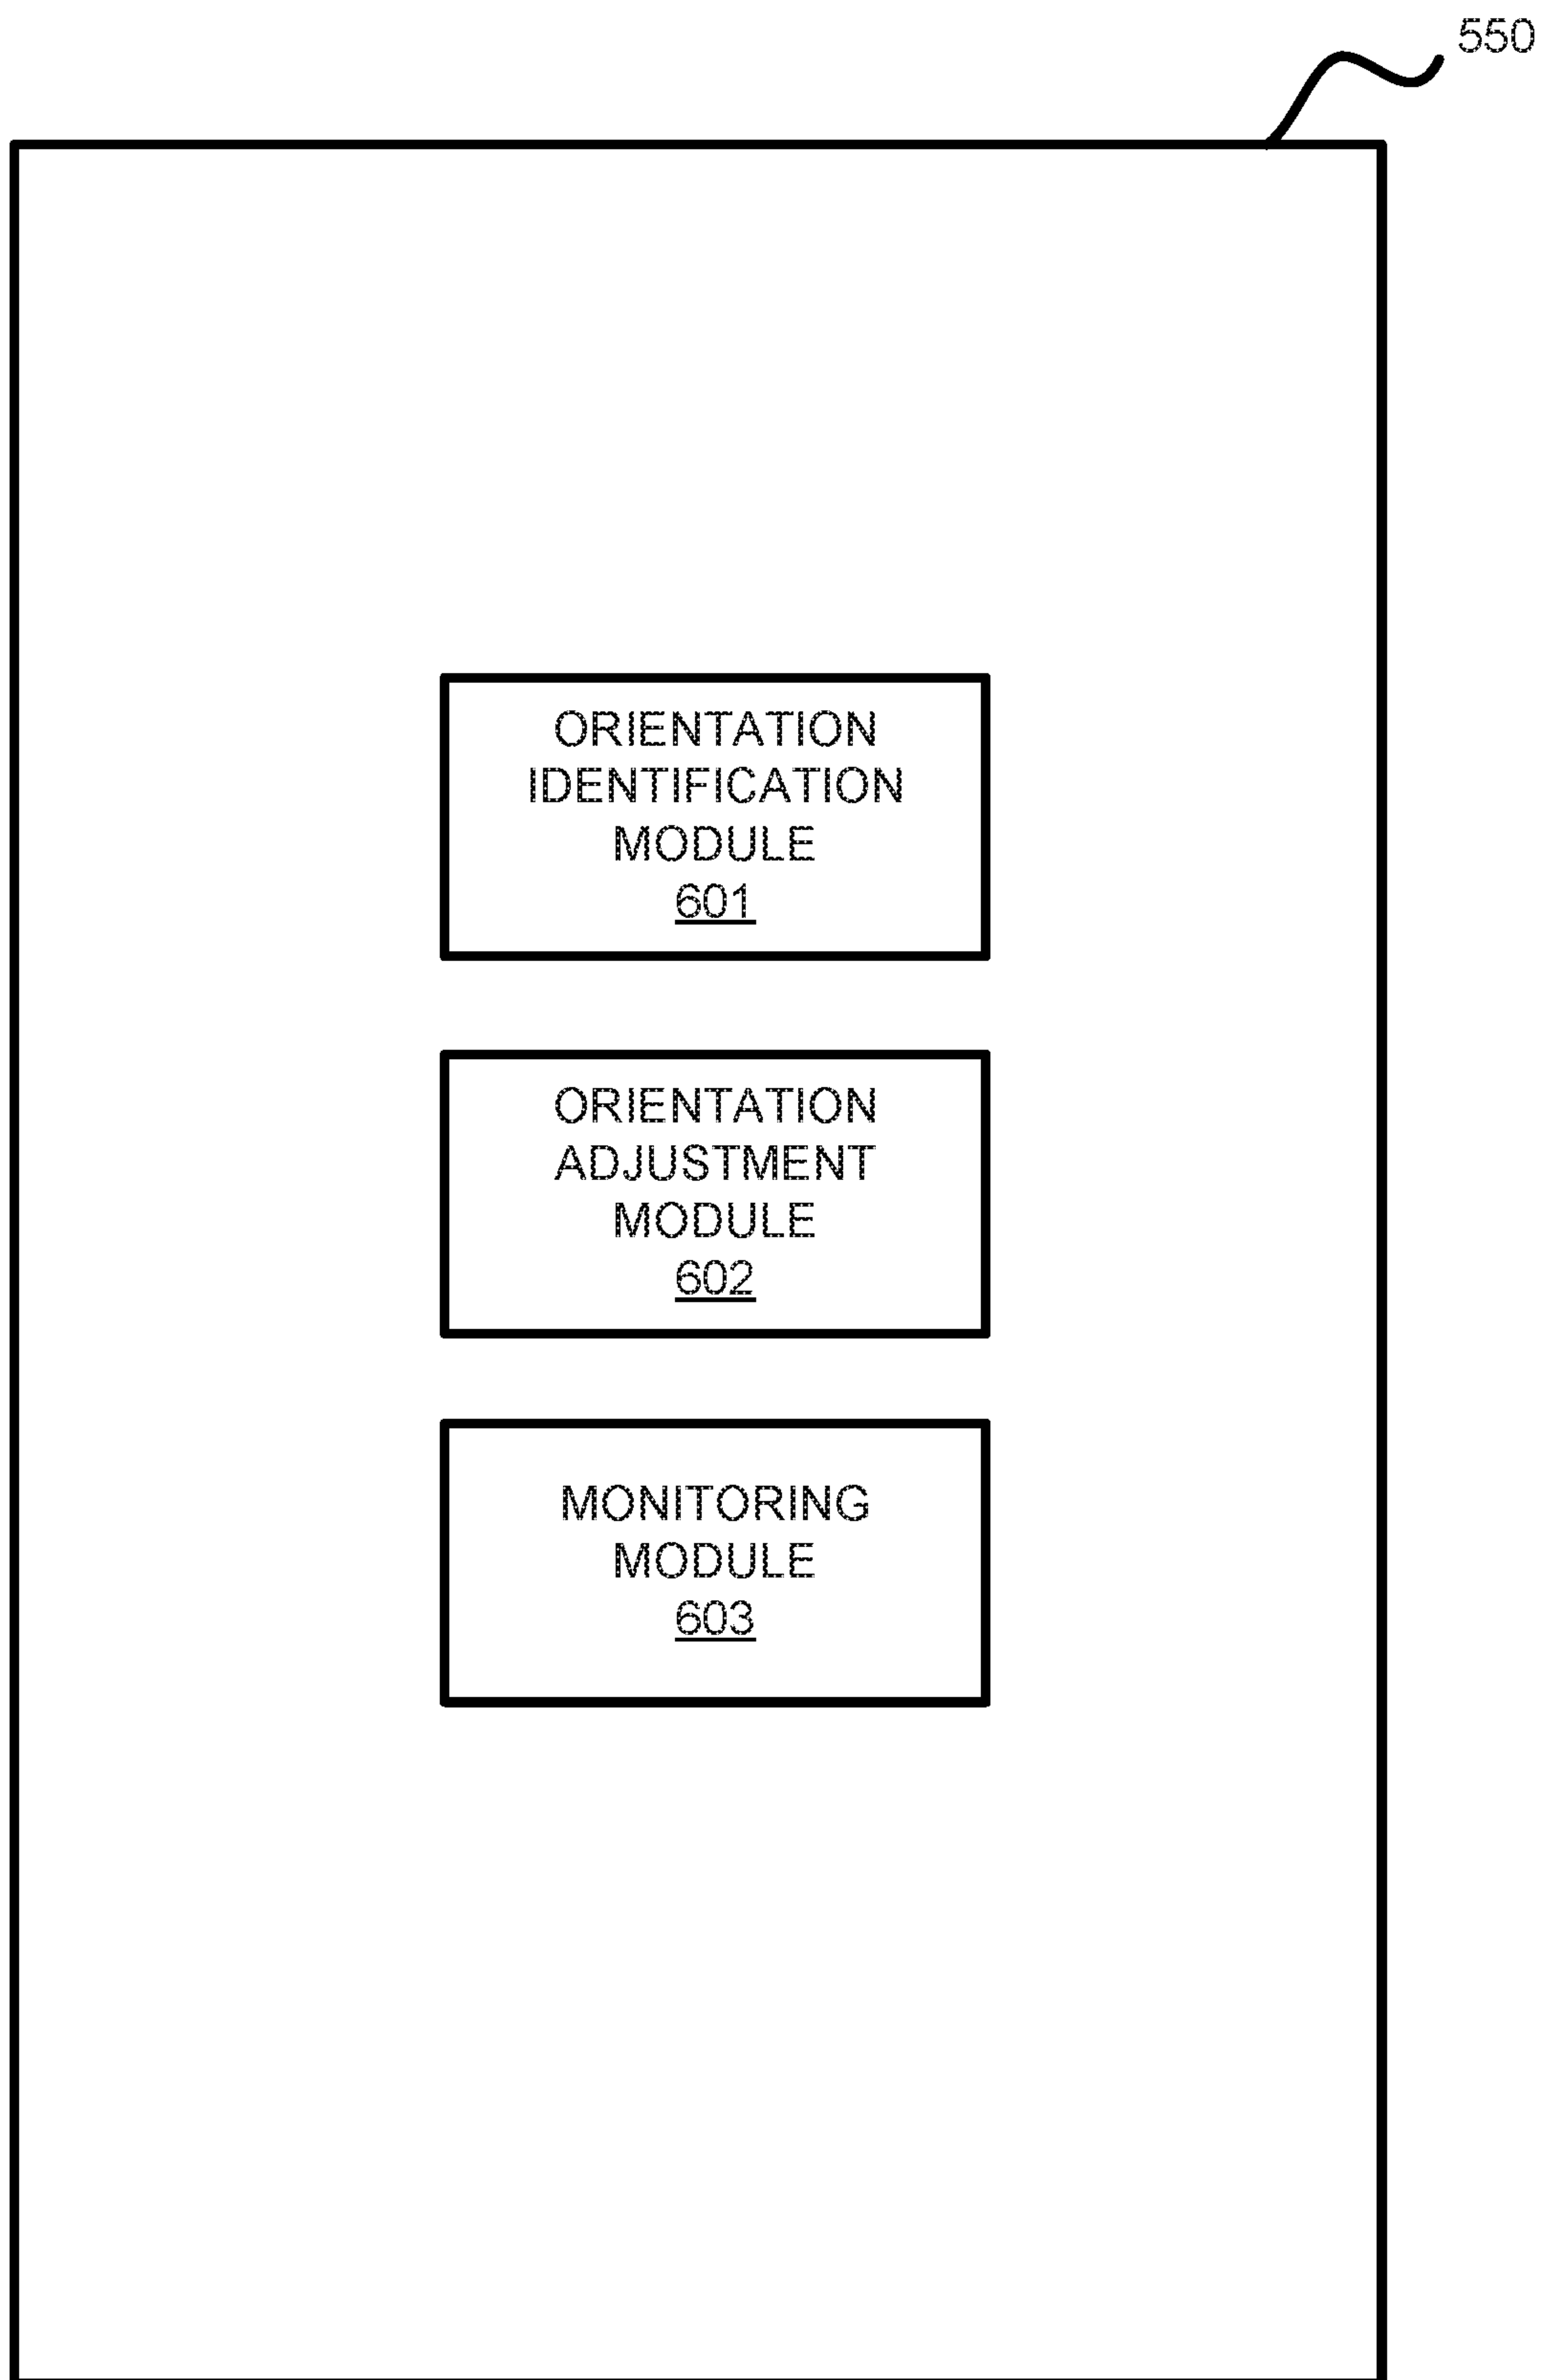 550
ORIENTATION
IDENTIFICATION
MODULE
601
ORIENTATION
ADJUSTMENT
MODULE
602
MONITORING
MODULE
603